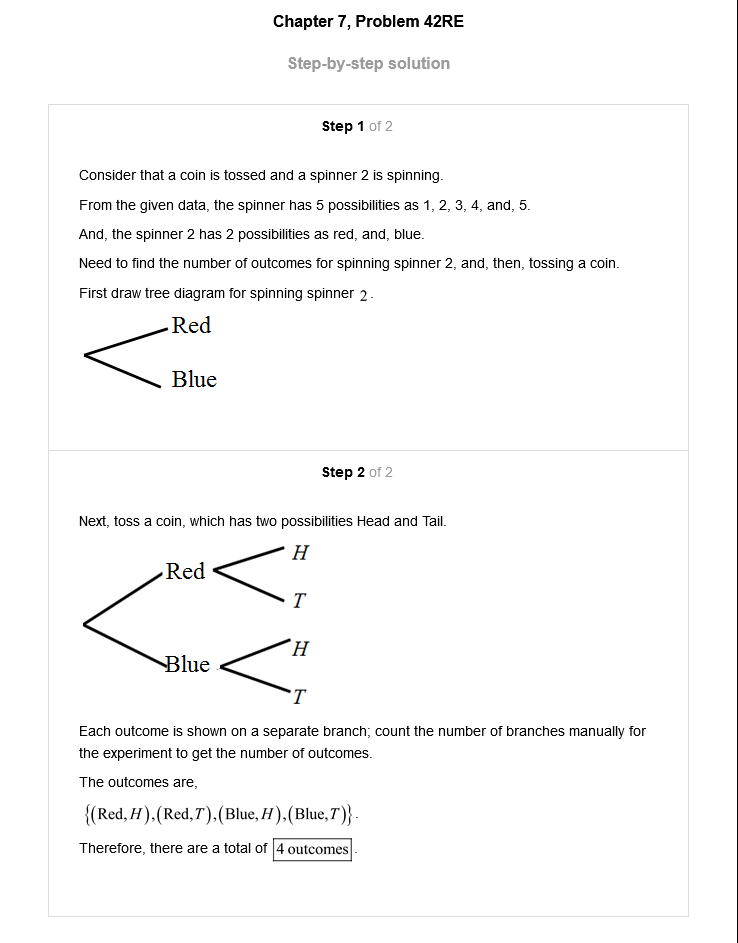 Chapter 7, Problem 42RE
Step-by-step solution
Step 1 of 2
Consider that a coin is tossed and a spinner 2 is spinning.
From the given data, the spinner has 5 possibilities as 1, 2, 3, 4, and, 5.
And, the spinner 2 has 2 possibilities as red, and, blue.
Need to find the number of outcomes for spinning spinner 2, and, then, tossing a coin.
First draw tree diagram for spinning spinner 2.
Red
Blue
Step 2 of 2
Next, toss a coin, which has two possibilities Head and Tail.
H
Red
T
H
Blue
T
Each outcome is shown on a separate branch; count the number of branches manually for
the experiment to get the number of outcomes.
The outcomes are,
{(Red,H),(Red,T),(Blue,H),(Blue,T)}.
Therefore, there are a total of 4 outcomes.